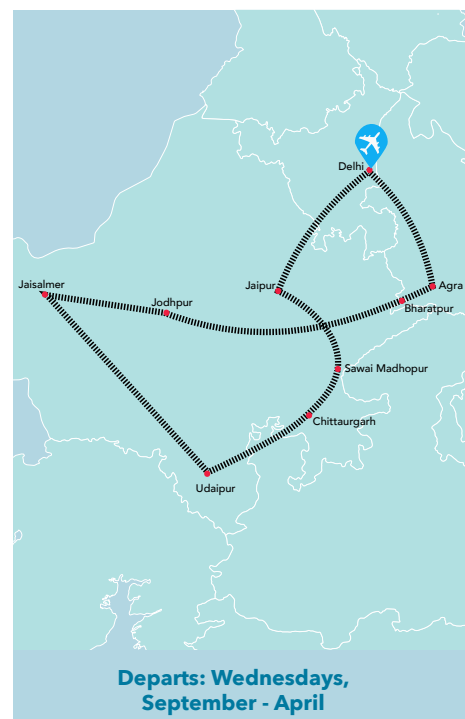 Delhi
Jaisalmer
Jodhpur
Jaipur
Agra
Bharatpur
Sawai Madhopur
Chittaurgarh
Udaipur
Departs: Wednesdays,
September - April